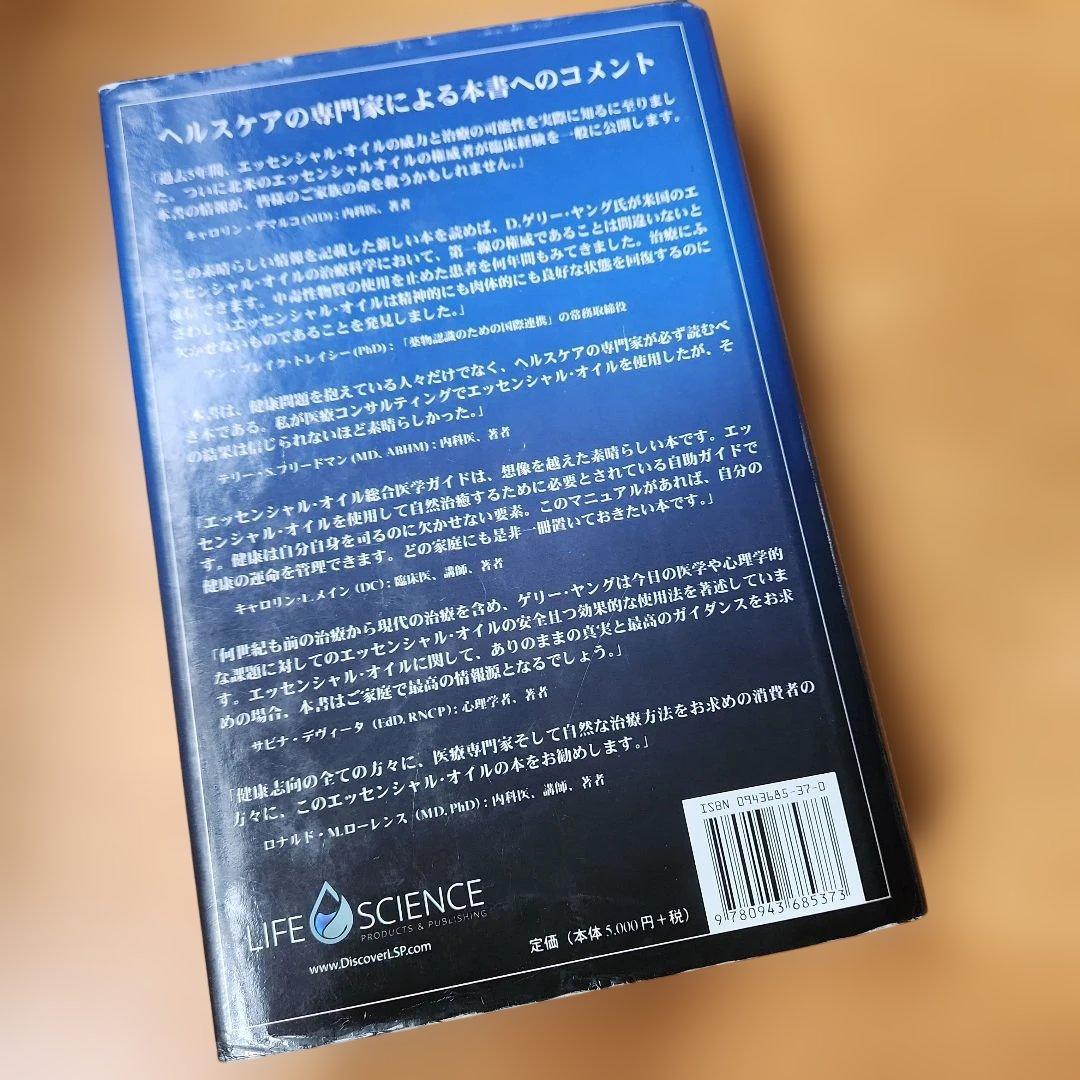 ヘルスケアの専門家による本書へのコメント
「過去5年間、エッセンシャル・オイルの威力と治療の可能性を実際に知るに至りまし
た。ついに北米のエッセンシャルオイルの権威者が臨床経験を一般に公開します。
本書の情報が、皆様のご家族の命を救うかもしれません。」
キャロリン・デマルコ(MD)：内科医、著者
「この素晴らしい情報を記載した新しい本を読めば、D.ゲリー・ヤング氏が米国のエ
ッセンシャル・オイルの治療科学において、第一線の権威であることは間違いないと
確信できます。中毒性物質の使用を止めた患者を何年間もみてきました。治療にふ
さわしいエッセンシャル・オイルは精神的にも肉体的にも良好な状態を回復するのに
欠かせないものであることを発見しました。」
アン・ブレイク・トレイシー(PhD)：「薬物認識のための国際連携」の常務取締役
「本書は、健康問題を抱えている人々だけでなく、ヘルスケアの専門家が必ず読むべ
き本である。私が医療コンサルティングでエッセンシャル・オイルを使用したが、そ
の結果は信じられないほど素晴らしかった。」
テリー・S.フリードマン(MD、ABHM)：内科医、著者
「エッセンシャル・オイル総合医学ガイドは、想像を越えた素晴らしい本です。エッ
センシャル・オイルを使用して自然治癒するために必要とされている自助ガイドで
す。健康は自分自身を司るのに欠かせない要素。このマニュアルがあれば、自分の
健康の運命を管理できます。どの家庭にも是非一冊置いておきたい本です。」
キャロリン・L.メイン(DC)：臨床医、講師、著者
「何世紀も前の治療から現代の治療を含め、ゲリー・ヤングは今日の医学や心理学的
な課題に対してのエッセンシャル・オイルの安全且つ効果的な使用法を著述していま
す。エッセンシャル・オイルに関して、ありのままの真実と最高のガイダンスをお求
めの場合、本書はご家庭で最高の情報源となるでしょう。」
サビナ・デヴィータ(EdD, RNCP)：心理学者、著者
「健康志向の全ての方々に、医療専門家そして自然な治療方法をお求めの消費者の
方々に、このエッセンシャル・オイルの本をお勧めします。」
ロナルド・M.ローレンス(MD, PhD)：内科医、講師、著者
LIFE SCIENCE
PRODUCTS & PUBLISHING
www.DiscoverLSP.com
定価（本体 5,000円＋税）
ISBN 0943685-37-0
9 780943 685373